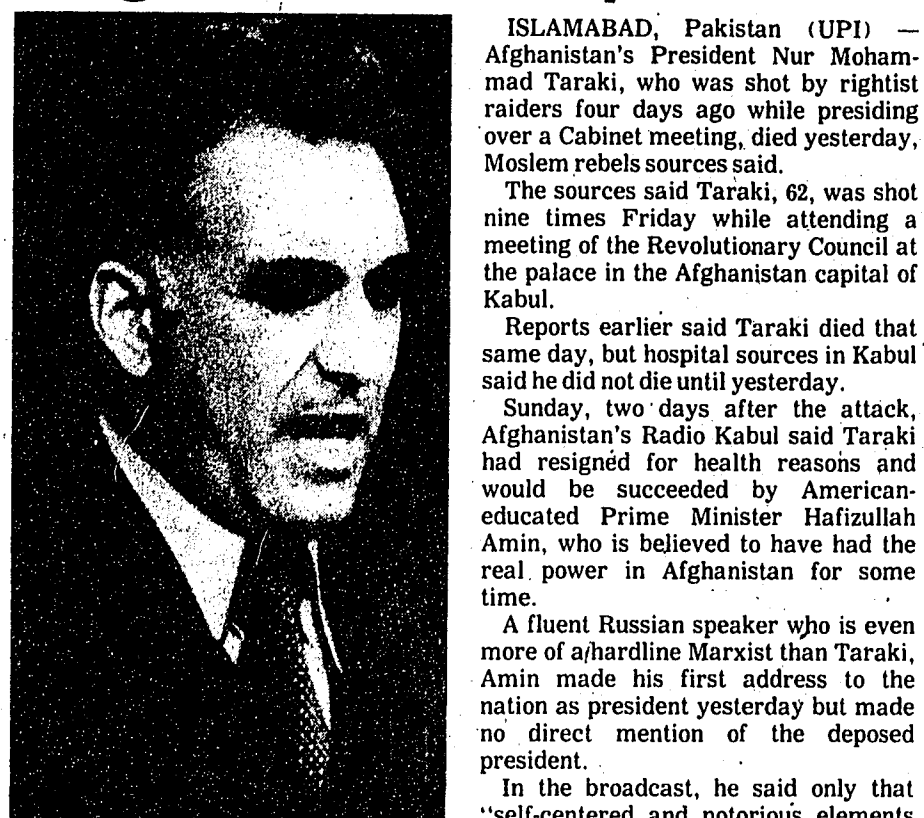 ISLAMABAD, Pakistan (UPI) —
Afghanistan's President Nur Moham-
mad Taraki, who was shot by rightist
raiders four days ago while presiding
over a Cabinet meeting, died yesterday,
Moslem rebels sources said.
The sources said Taraki, 62, was shot
nine times Friday while attending a
meeting of the Revolutionary Council at
the palace in the Afghanistan capital of
Kabul.
Reports earlier said Taraki died that
same day, but hospital sources in Kabul
said he did not die until yesterday.
Sunday, two days after the attack,
Afghanistan's Radio Kabul said Taraki
had resigned for health reasons and
would be succeeded by American-
educated Prime Minister Hafizullah
Amin, who is believed to have had the
real power in Afghanistan for some
time.
A fluent Russian speaker who is even
more of a hardline Marxist than Taraki,
Amin made his first address to the
nation as president yesterday but made
no direct mention of the deposed
president.
In the broadcast, he said only that
"self-centered and notorious elements